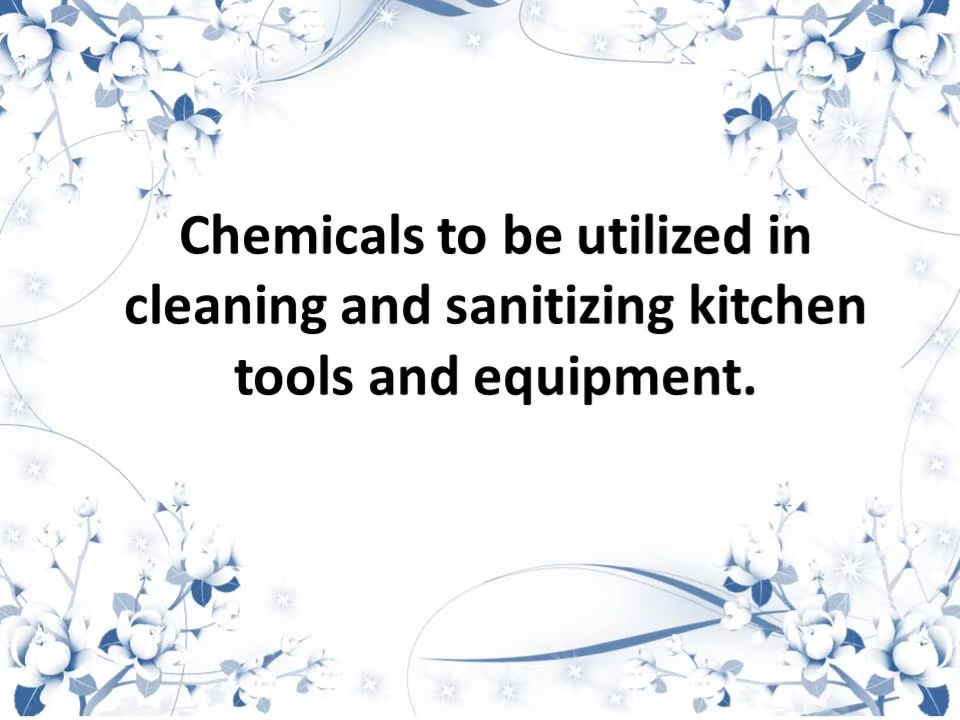 Chemicals to be utilized in
cleaning and sanitizing kitchen
tools and equipment.